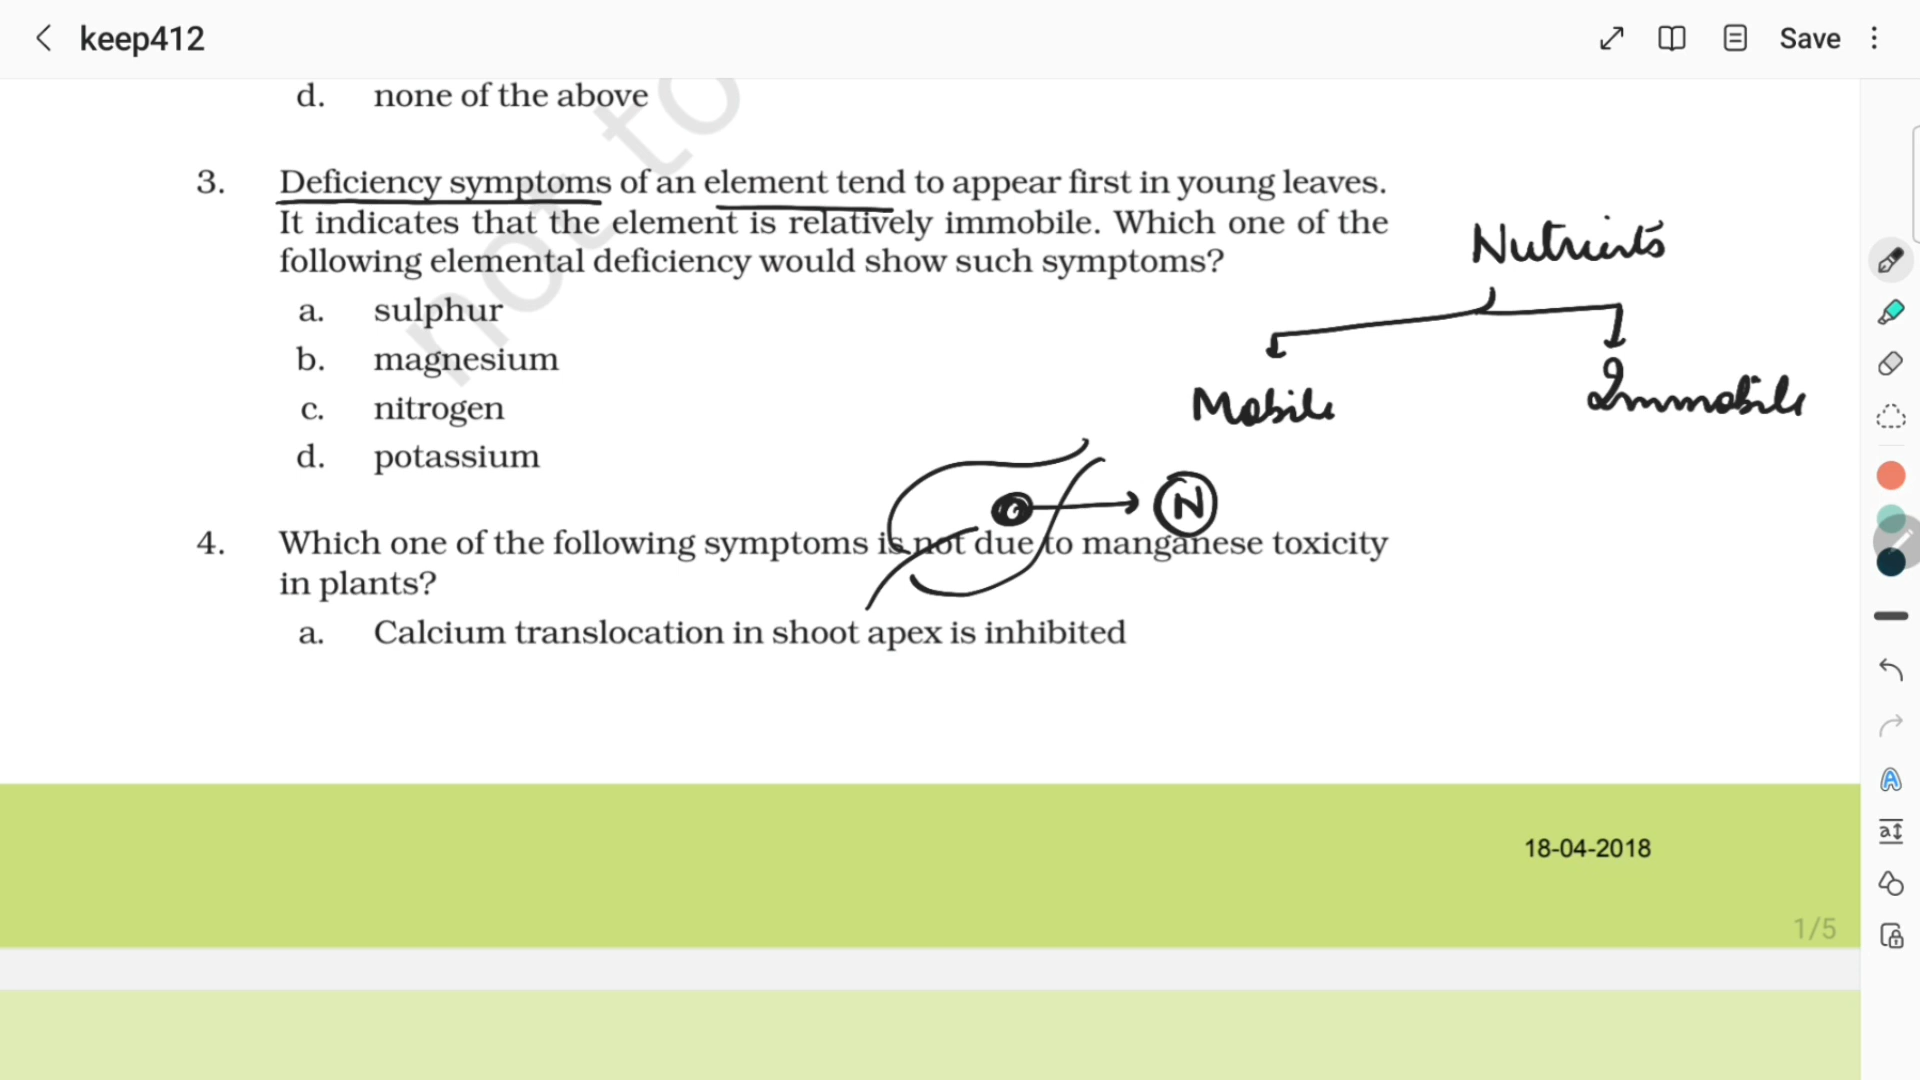 keep412
Save
d. none of the above
not to
3. Deficiency symptoms of an element tend to appear first in young leaves.
It indicates that the element is relatively immobile. Which one of the
following elemental deficiency would show such symptoms?
Nutrients
a. sulphur
b. magnesium
Mobile
Immobile
c. nitrogen
d. potassium
N
4. Which one of the following symptoms is not due to manganese toxicity
in plants?
a. Calcium translocation in shoot apex is inhibited
18-04-2018
1/5